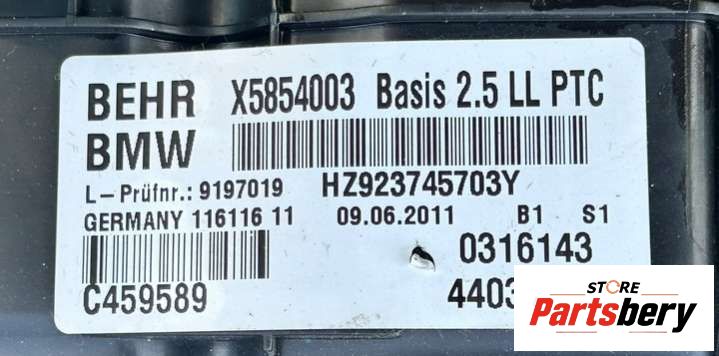 BEHR X5854003 Basis 2.5 LL PTC
BMW
L-Prüfnr.: 9197019 HZ923745703Y
GERMANY 116116 11 09.06.2011 B1 S1
0316143
C459589 4403
STORE
Partsbery